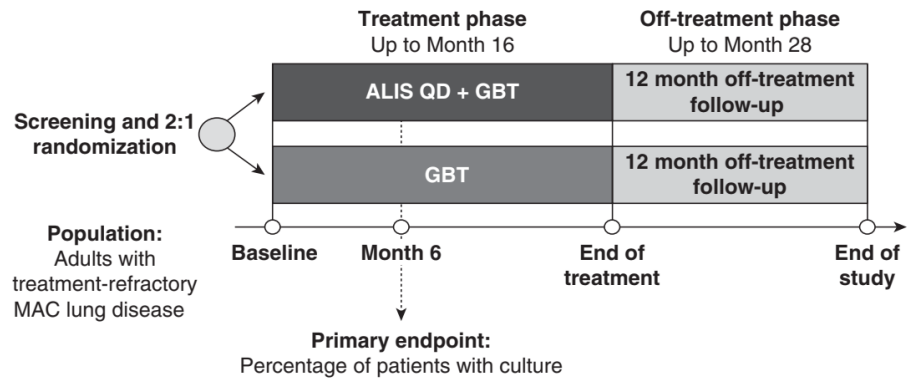 Treatment phase
Up to Month 16
Off-treatment phase
Up to Month 28
Screening and 2:1
randomization
ALIS QD + GBT
12 month off-treatment
follow-up
GBT
12 month off-treatment
follow-up
Population:
Adults with
treatment-refractory
MAC lung disease
Baseline
Month 6
End of
treatment
End of
study
Primary endpoint:
Percentage of patients with culture